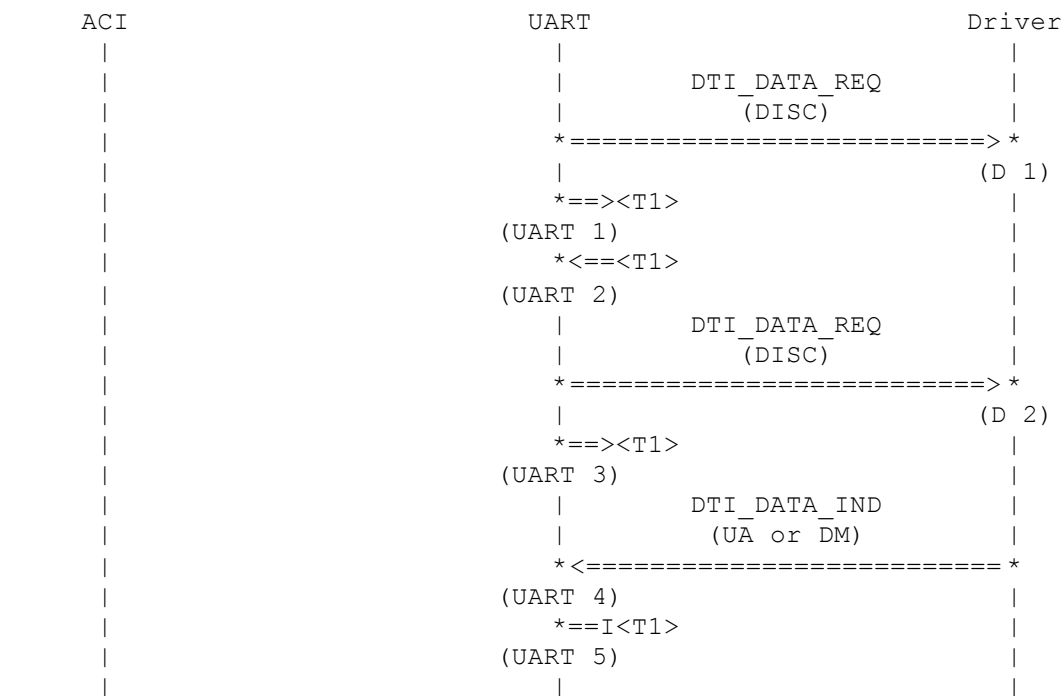 ACI UART Driver
| | |
| | DTI_DATA_REQ |
| | (DISC) |
| *==========================>*
| | (D 1)
| *==><T1> |
| (UART 1) |
| *<==<T1> |
| (UART 2) |
| | DTI_DATA_REQ |
| | (DISC) |
| *==========================>*
| | (D 2)
| *==><T1> |
| (UART 3) |
| | DTI_DATA_IND |
| | (UA or DM) |
| *<==========================*
| (UART 4) |
| *==I<T1> |
| (UART 5) |
| | |